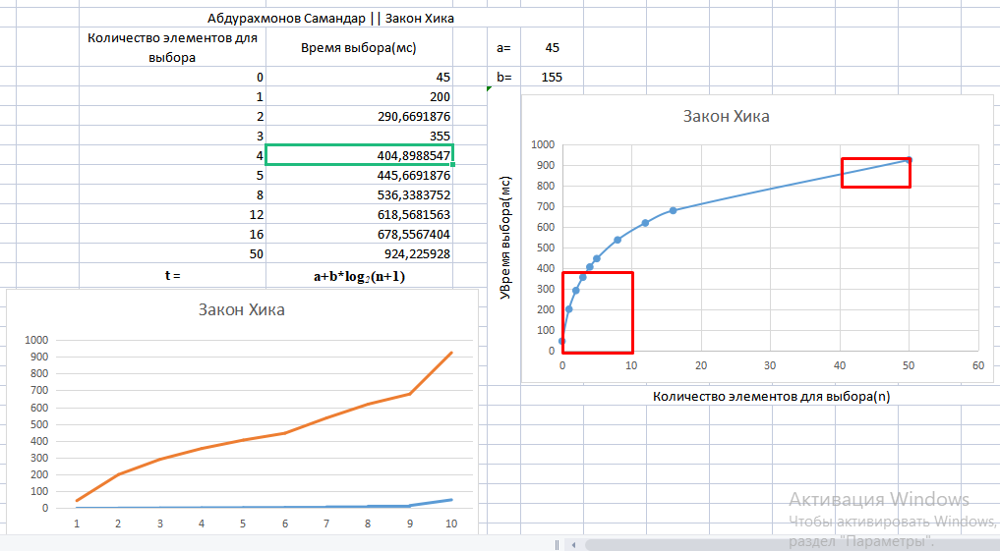 Абдурахмонов Самандар || Закон Хика
Количество элементов для выбора Время выбора(мс) a= 45
0 45 b= 155
1 200
2 290,6691876
3 355
4 404,8988547
5 445,6691876
8 536,3383752
12 618,5681563
16 678,5567404
50 924,225928
t = a+b*log₂(n+1)
Закон Хика
1000
900
800
700
600
500
400
300
200
100
0
1 2 3 4 5 6 7 8 9 10
Закон Хика
УВремя выбора(мс)
1000
900
800
700
600
500
400
300
200
100
0
0 10 20 30 40 50 60
Количество элементов для выбора(n)
Активация Windows
Чтобы активировать Windows,
раздел "Параметры".